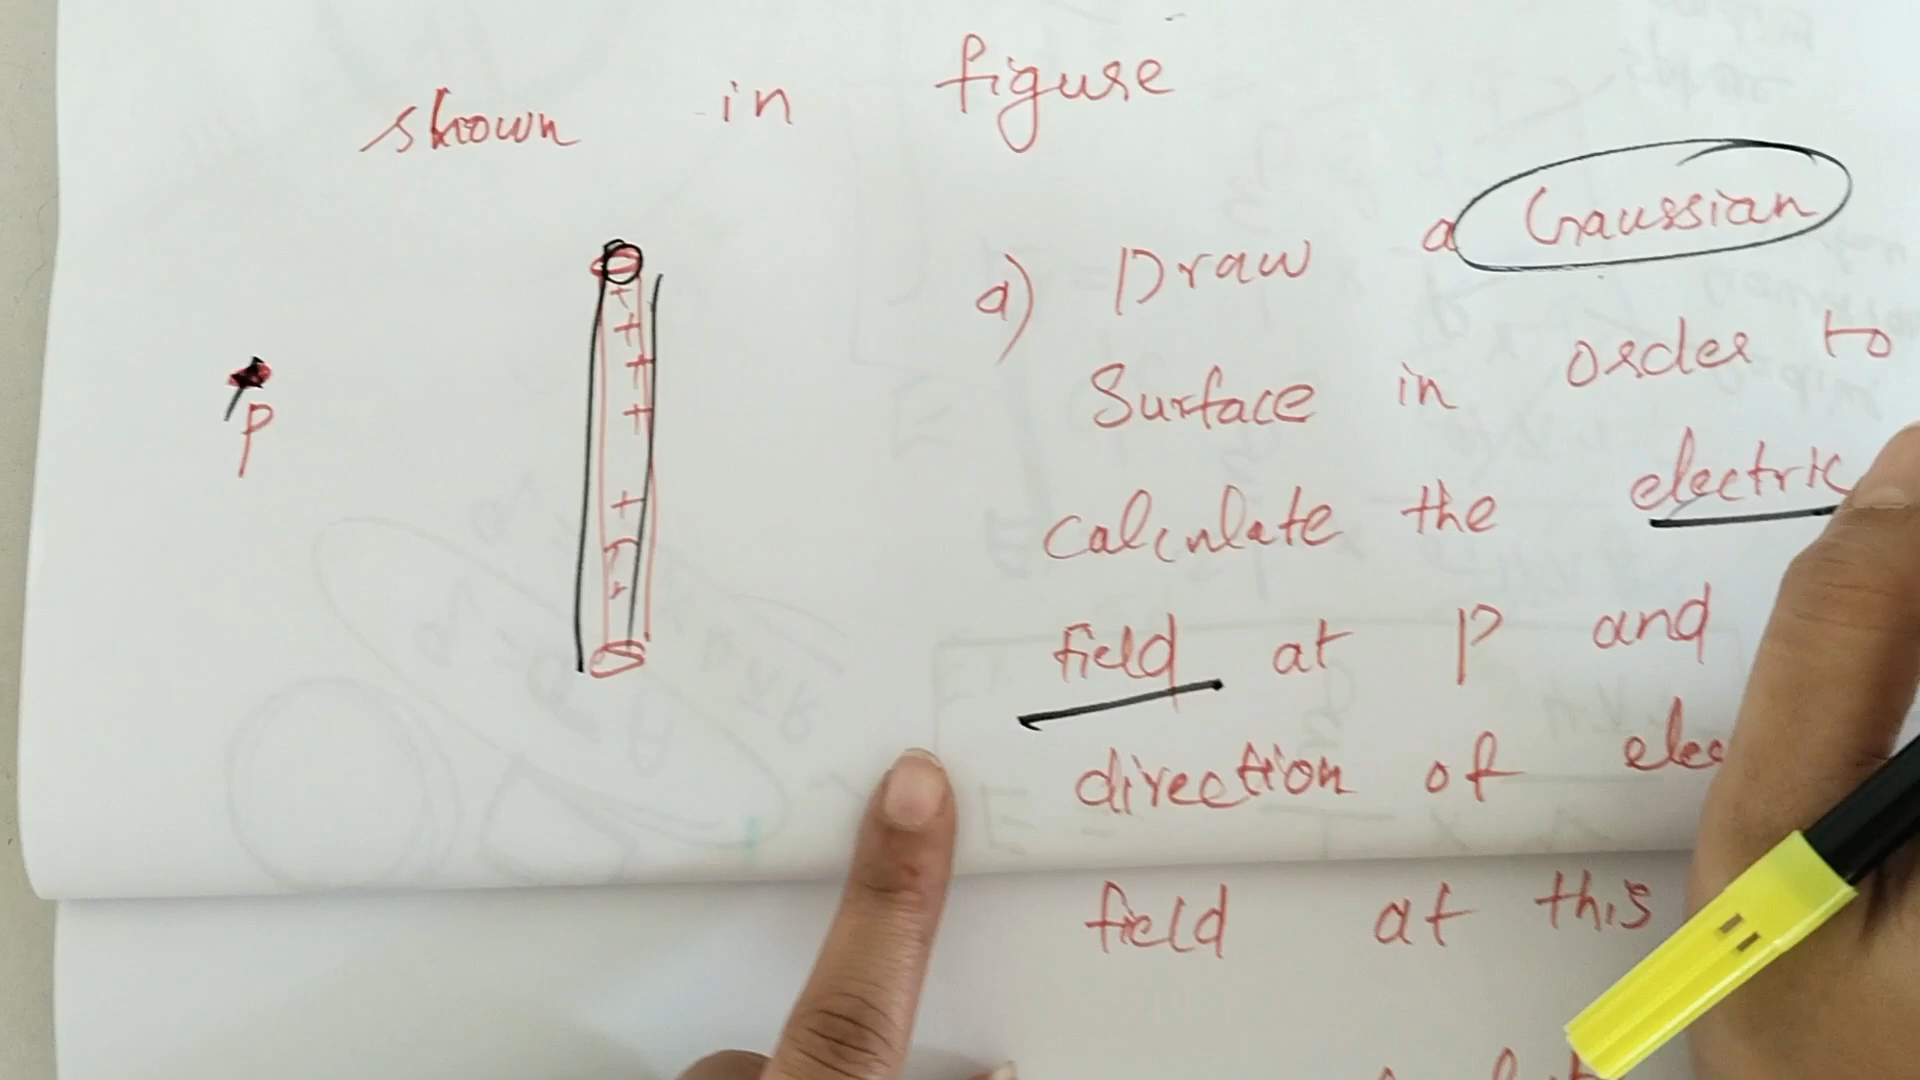 shown in figure
a) Draw a Gaussian
Surface in order to
calculate the electric
field at P and
direction of elec
field at this
P